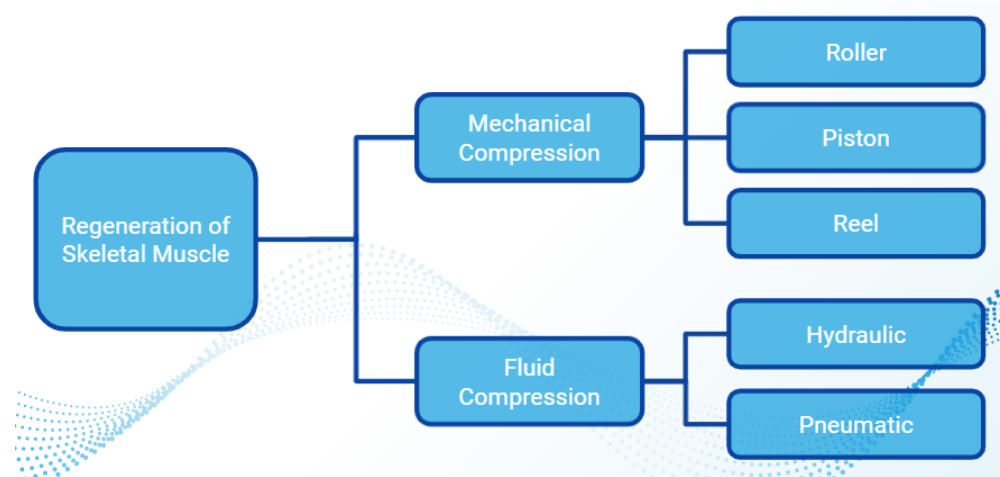 Regeneration of
Skeletal Muscle
Mechanical
Compression
Roller
Piston
Reel
Fluid
Compression
Hydraulic
Pneumatic